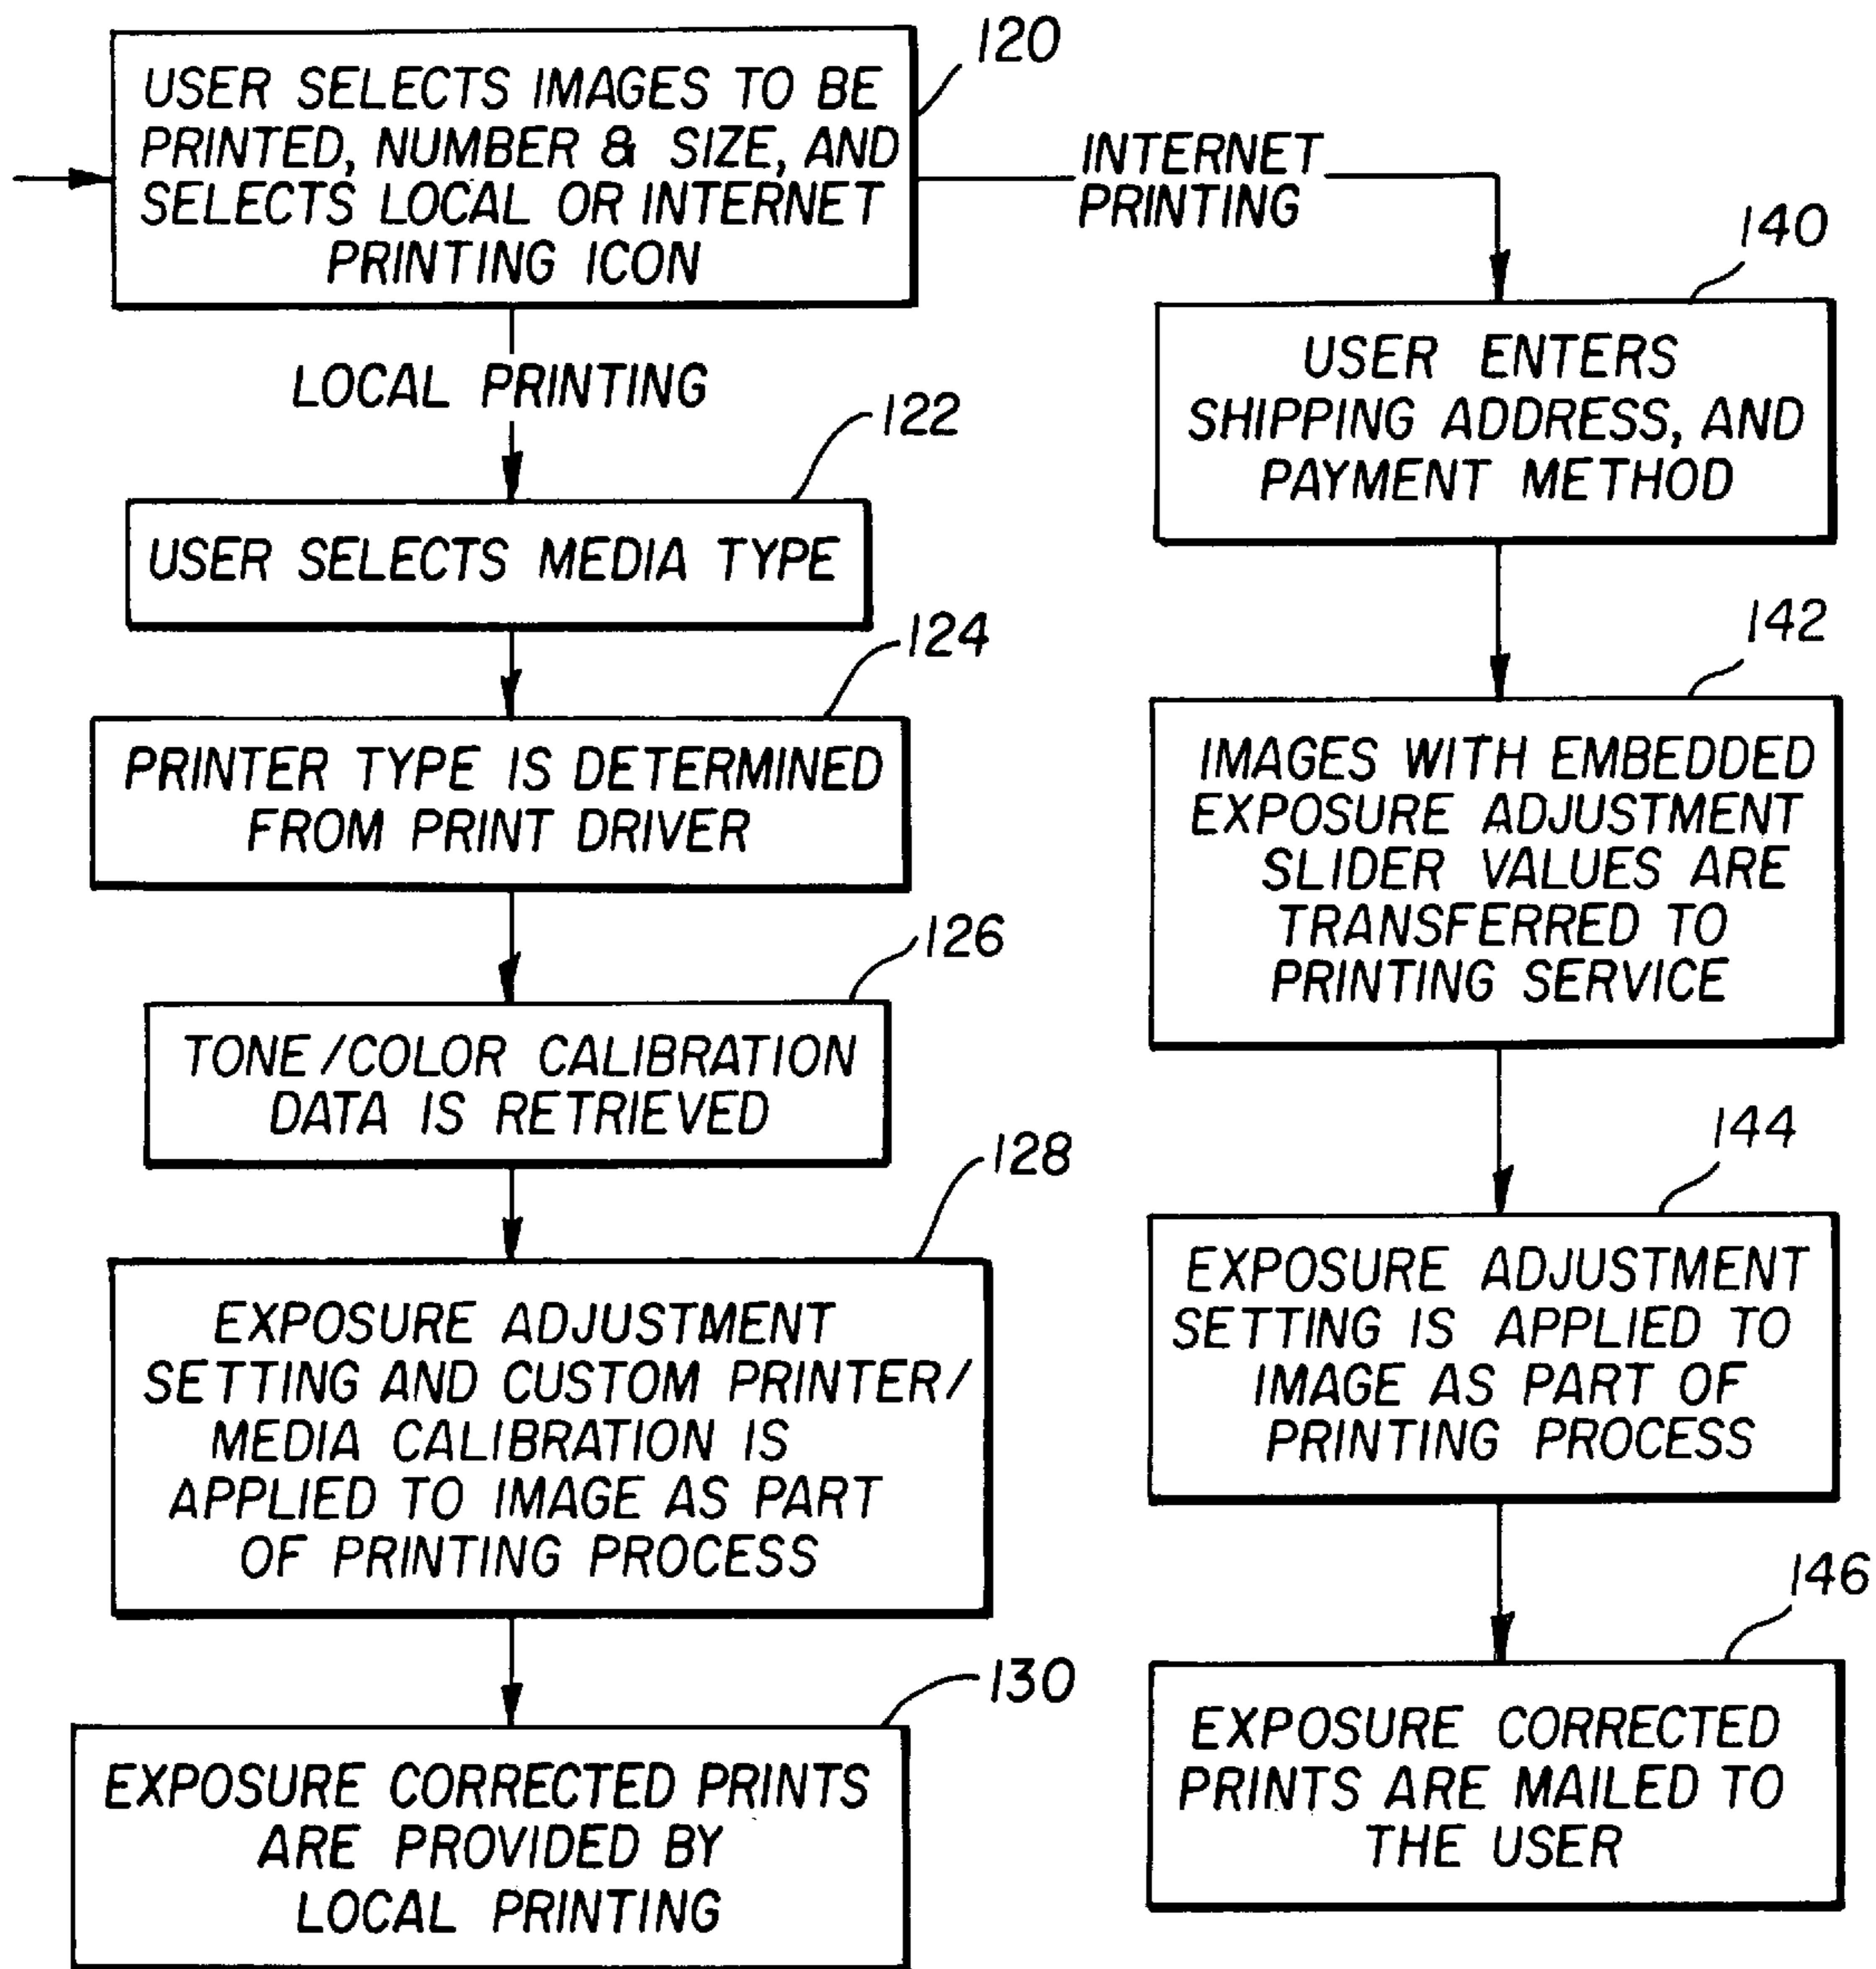 120
USER SELECTS IMAGES TO BE
PRINTED, NUMBER & SIZE, AND
SELECTS LOCAL OR INTERNET
PRINTING ICON
INTERNET
PRINTING
LOCAL PRINTING
122
USER SELECTS MEDIA TYPE
124
PRINTER TYPE IS DETERMINED
FROM PRINT DRIVER
126
TONE/COLOR CALIBRATION
DATA IS RETRIEVED
128
EXPOSURE ADJUSTMENT
SETTING AND CUSTOM PRINTER/
MEDIA CALIBRATION IS
APPLIED TO IMAGE AS PART
OF PRINTING PROCESS
130
EXPOSURE CORRECTED PRINTS
ARE PROVIDED BY
LOCAL PRINTING
140
USER ENTERS
SHIPPING ADDRESS, AND
PAYMENT METHOD
142
IMAGES WITH EMBEDDED
EXPOSURE ADJUSTMENT
SLIDER VALUES ARE
TRANSFERRED TO
PRINTING SERVICE
144
EXPOSURE ADJUSTMENT
SETTING IS APPLIED TO
IMAGE AS PART OF
PRINTING PROCESS
146
EXPOSURE CORRECTED
PRINTS ARE MAILED TO
THE USER